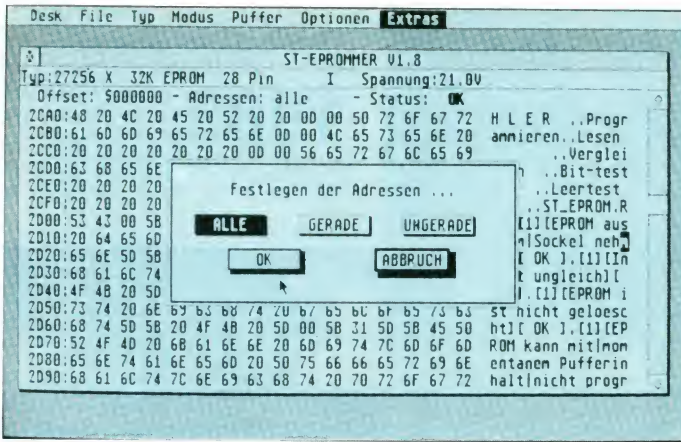 Desk File Typ Modus Puffer Optionen Extras
ST-EPROMMER V1.8
Typ:27256 X 32K EPROM 28 Pin I Spannung:21.0V
Offset: $000000 - Adressen: alle - Status: OK
2CA0:48 20 4C 20 45 20 52 20 20 0D 00 50 72 6F 67 72 H L E R ..Progr
2CB0:61 6D 6D 69 65 72 65 6E 0D 00 4C 65 73 65 6E 20 ammieren..Lesen
2CC0:20 20 20 20 20 20 20 0D 00 56 65 72 67 6C 65 69 ..Verglei
2CD0:63 68 65 6E n ..Bit-test
2CE0:20 20 20 20 ..Leertest
2CF0:20 20 20 20 ..ST_EPROM.R
2D00:53 43 00 5B [1][EPROM aus
2D10:20 64 65 6D |Sockel neh
2D20:65 6E 5D 5B [ OK ].[1][In
2D30:68 61 6C 74 t ungleich][
2D40:4F 4B 20 5D ].[1][EPROM i
2D50:73 74 20 6E 69 63 68 74 20 67 65 6C 6F 65 73 63 st nicht geloesc
2D60:68 74 5D 5B 20 4F 4B 20 5D 00 5B 31 5D 5B 45 50 ht][ OK ].[1][EP
2D70:52 4F 4D 20 6B 61 6E 6E 20 6D 69 74 7C 6D 6F 6D ROM kann mit|mom
2D80:65 6E 74 61 6E 65 6D 20 50 75 66 66 65 72 69 6E entanem Pufferin
2D90:68 61 6C 74 7C 6E 69 63 68 74 20 70 72 6F 67 72 halt|nicht progr
Festlegen der Adressen ...
ALLE GERADE UNGERADE
OK ABBRUCH